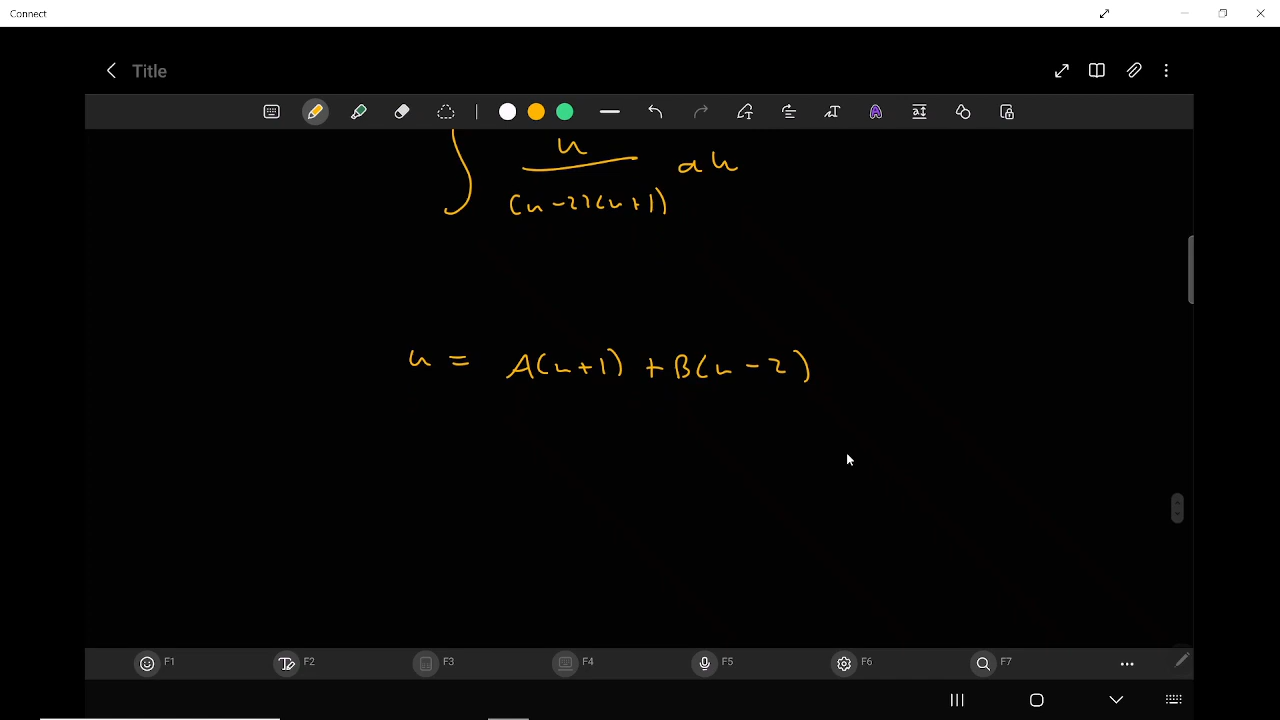 Connect
Title
∫ u/((u-2)(u+1)) du
u = A(u+1) + B(u-2)
F1 F2 F3 F4 F5 F6 F7